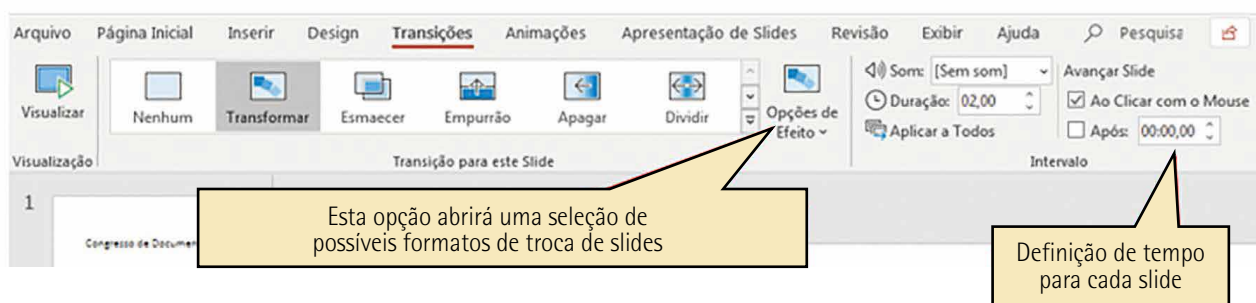 Arquivo Página Inicial Inserir Design Transições Animações Apresentação de Slides Revisão Exibir Ajuda Pesquisa
Visualizar
Nenhum Transformar Esmaecer Empurrão Apagar Dividir
Opções de
Efeito
Som: [Sem som]
Duração: 02,00
Aplicar a Todos
Avançar Slide
Ao Clicar com o Mouse
Após: 00:00,00
Visualização Transição para este Slide Intervalo
1
Congresso de
Esta opção abrirá uma seleção de
possíveis formatos de troca de slides
Definição de tempo
para cada slide